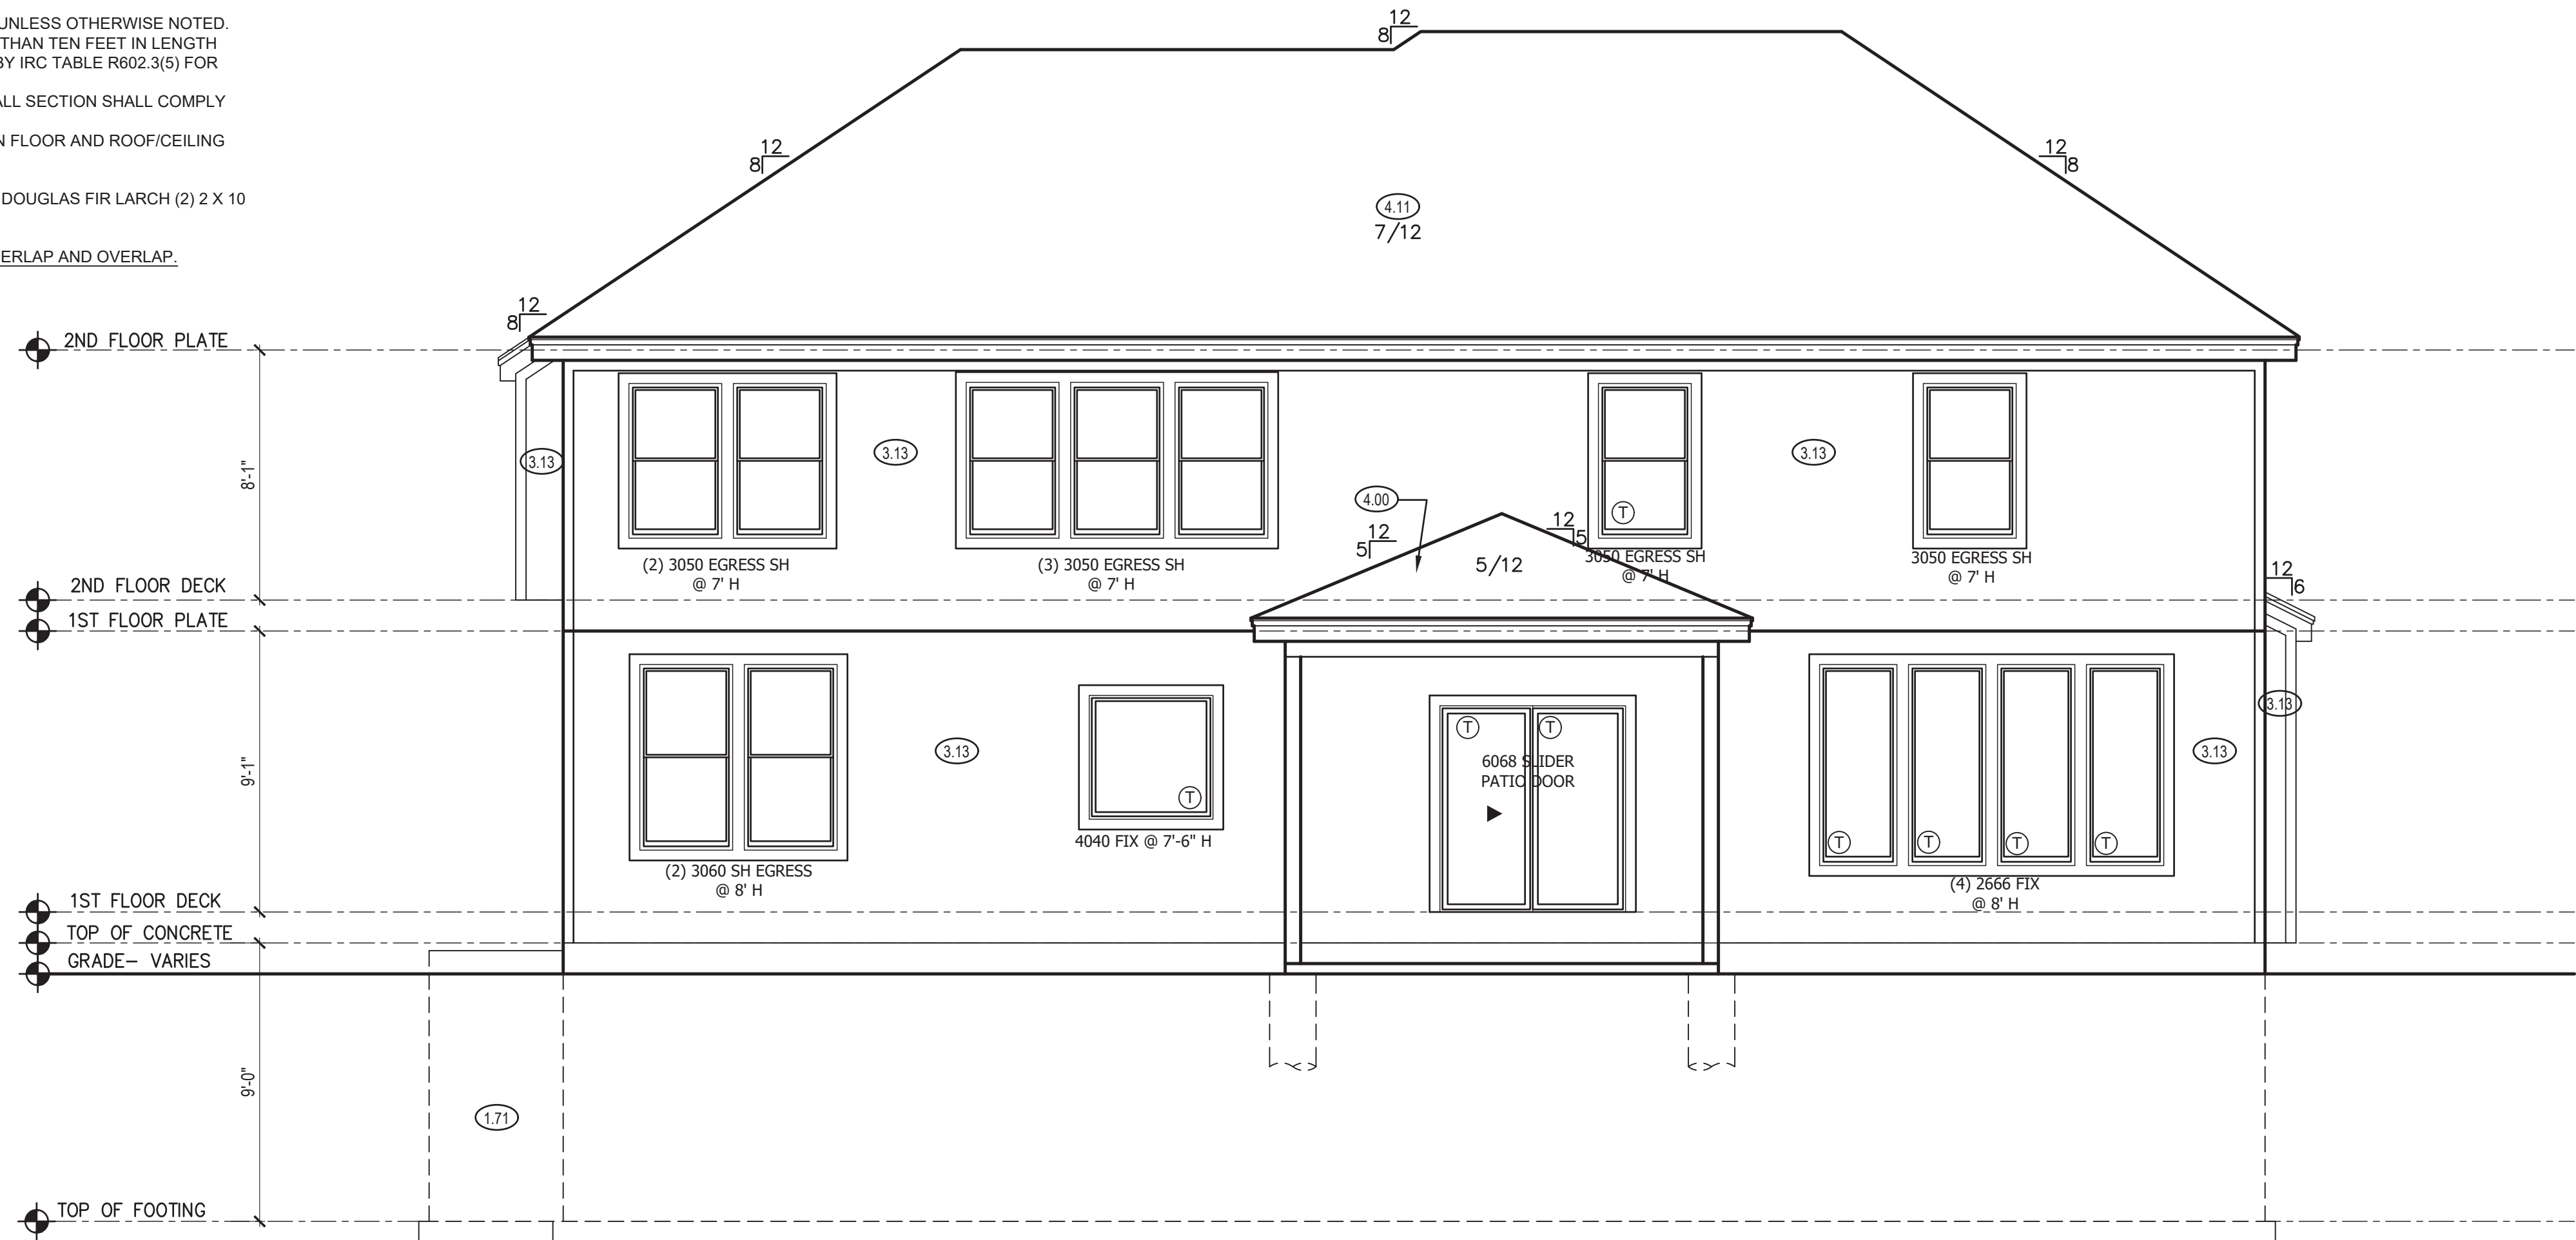 UNLESS OTHERWISE NOTED.
THAN TEN FEET IN LENGTH
BY IRC TABLE R602.3(5) FOR
ALL SECTION SHALL COMPLY
N FLOOR AND ROOF/CEILING
DOUGLAS FIR LARCH (2) 2 X 10
ERLAP AND OVERLAP.
12
8
12
8
12
8
4.11
7/12
12
8
2ND FLOOR PLATE
8'-1"
3.13
3.13
3.13
4.00
T
12
5
12
5
5/12
(2) 3050 EGRESS SH
@ 7' H
(3) 3050 EGRESS SH
@ 7' H
3050 EGRESS SH
@ 7' H
3050 EGRESS SH
@ 7' H
2ND FLOOR DECK
12
6
1ST FLOOR PLATE
9'-1"
3.13
3.13
3.13
T
T
T
6068 SLIDER
PATIO DOOR
4040 FIX @ 7'-6" H
T
T
T
T
(2) 3060 SH EGRESS
@ 8' H
(4) 2666 FIX
@ 8' H
1ST FLOOR DECK
TOP OF CONCRETE
GRADE- VARIES
9'-0"
1.71
TOP OF FOOTING